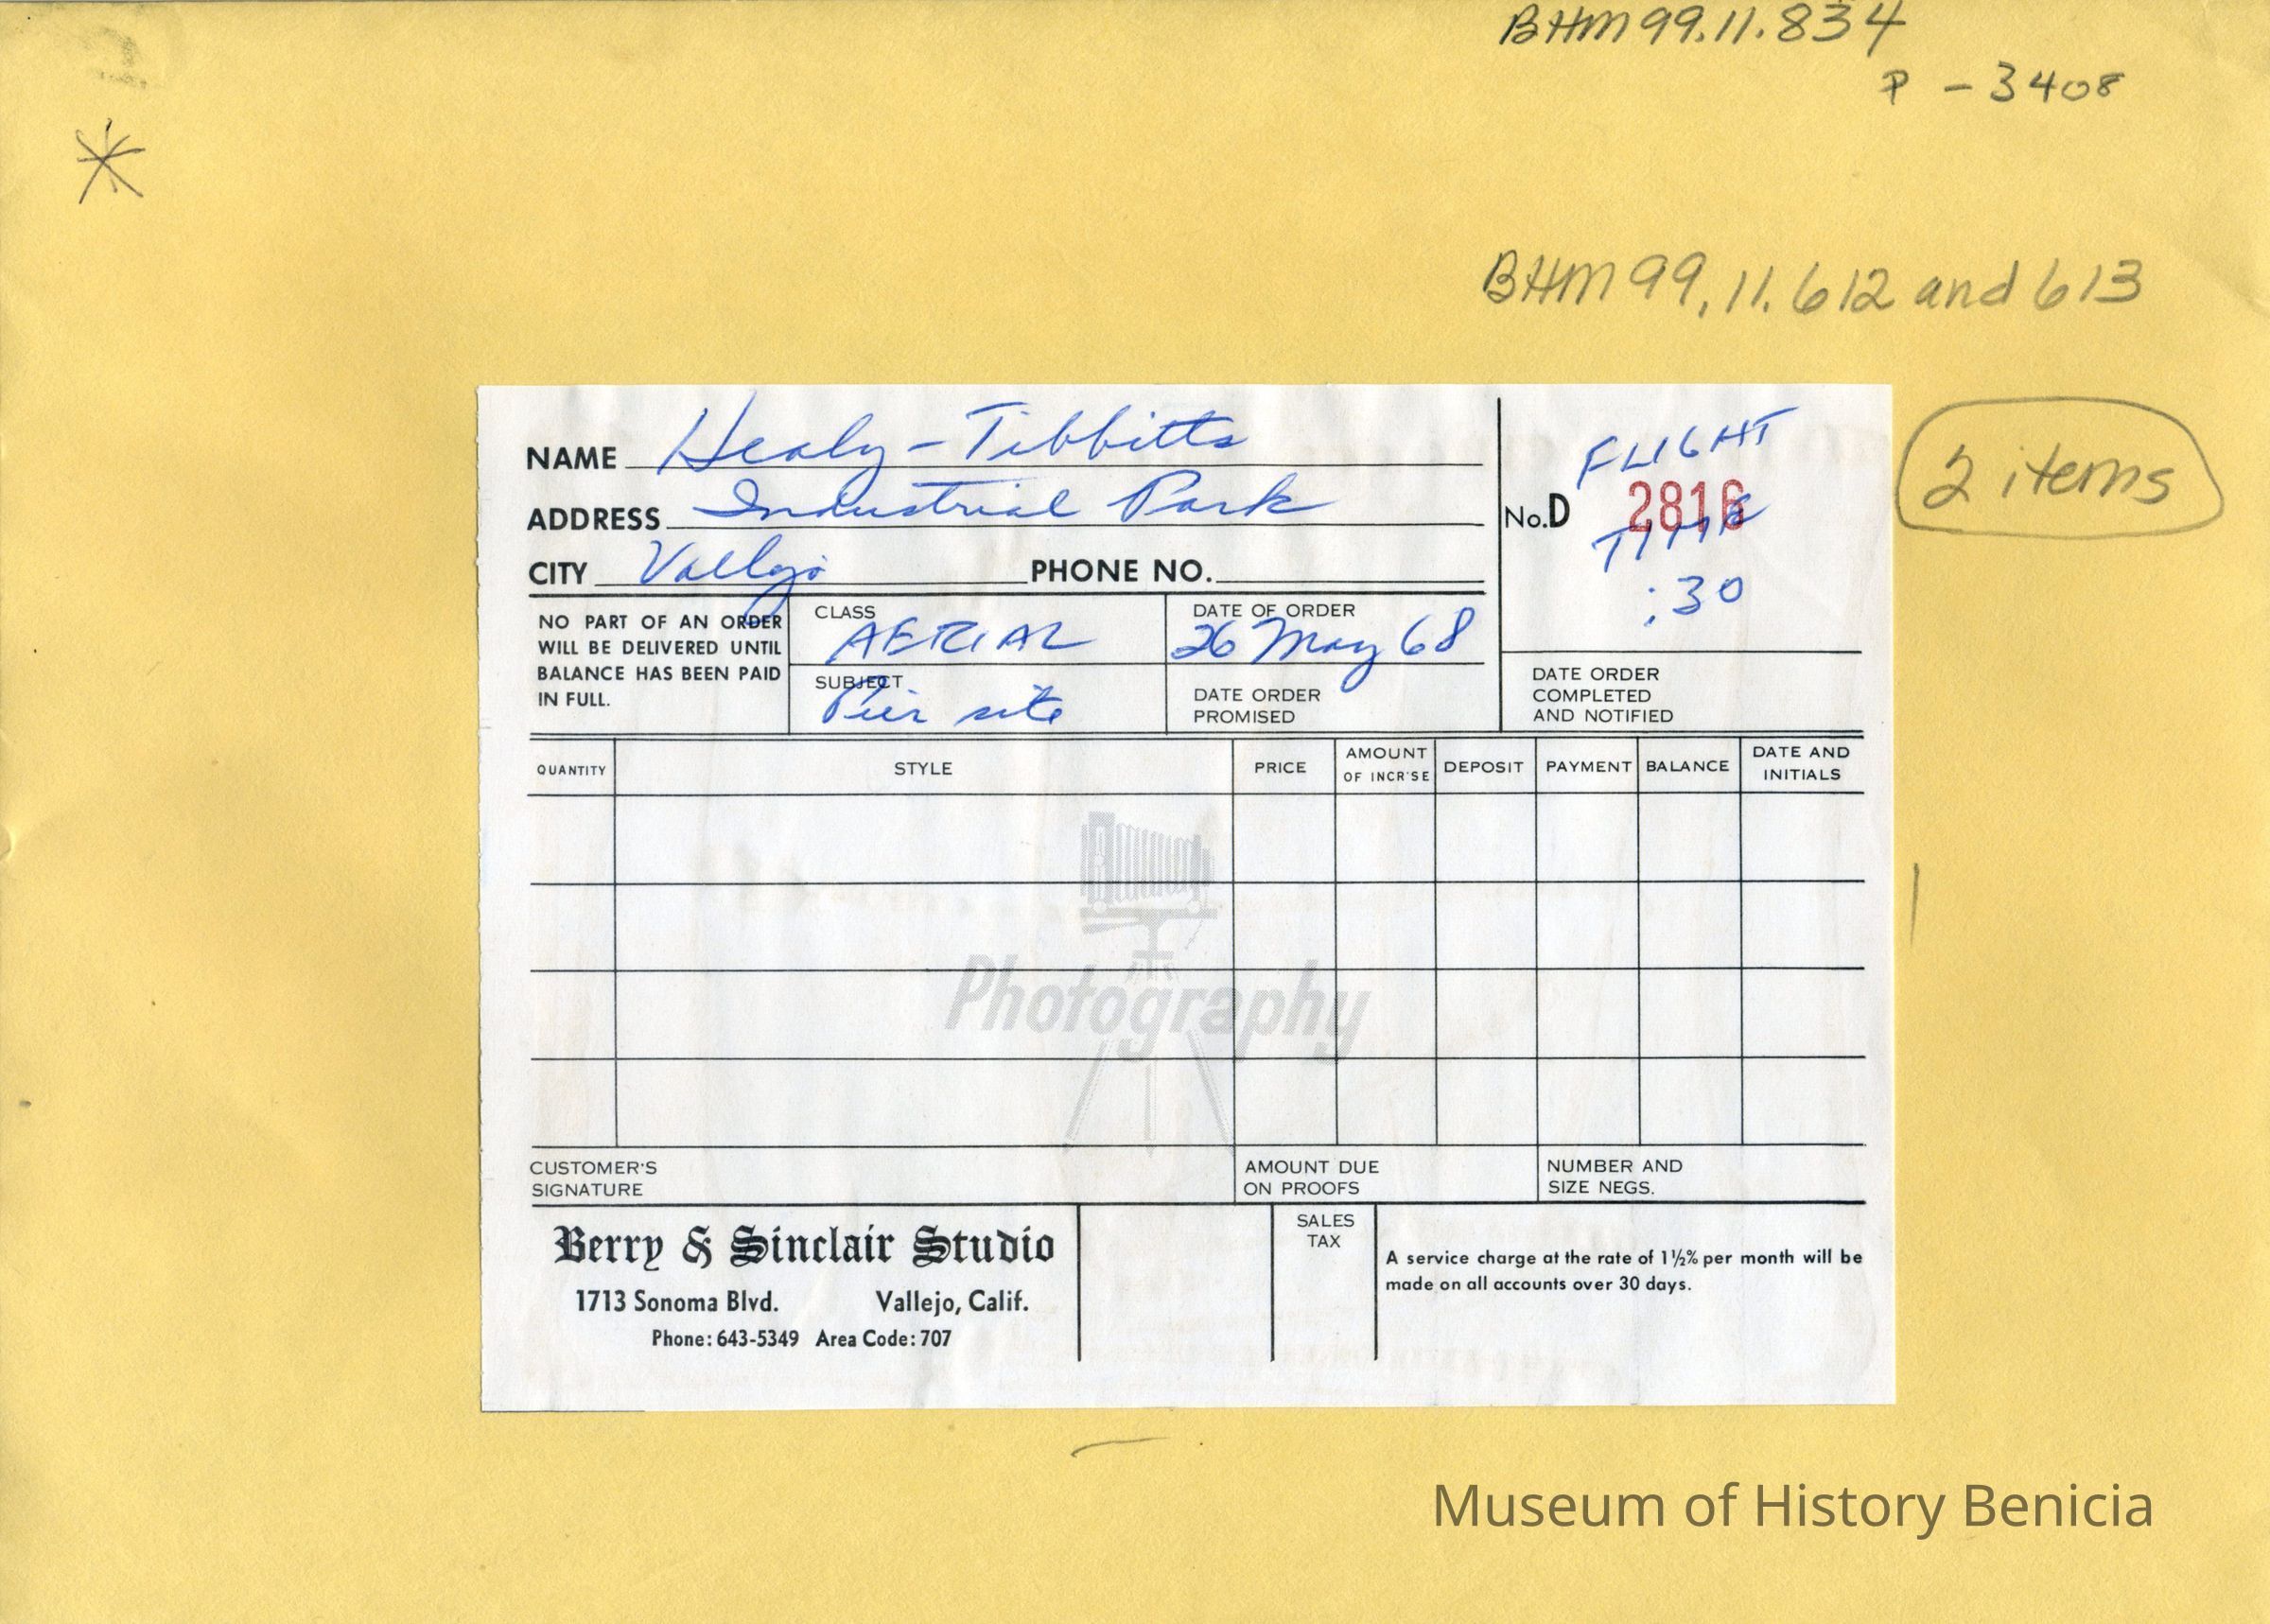 BHM 99.11.834
P - 3408
BHM 99.11.612 and 613
2 items
NAME Healy-Tibbitts
ADDRESS Industrial Park
CITY Vallejo PHONE NO.
FLIGHT
No. D 2816
TIME
:30
NO PART OF AN ORDER
WILL BE DELIVERED UNTIL
BALANCE HAS BEEN PAID
IN FULL.
CLASS
AERIAL
SUBJECT
Pier site
DATE OF ORDER
26 May 68
DATE ORDER
PROMISED
DATE ORDER
COMPLETED
AND NOTIFIED
QUANTITY STYLE PRICE AMOUNT OF INCR'SE DEPOSIT PAYMENT BALANCE DATE AND INITIALS
Photography
CUSTOMER'S
SIGNATURE
AMOUNT DUE
ON PROOFS
NUMBER AND
SIZE NEGS.
Berry & Sinclair Studio
1713 Sonoma Blvd. Vallejo, Calif.
Phone: 643-5349 Area Code: 707
SALES
TAX
A service charge at the rate of 1½% per month will be
made on all accounts over 30 days.
Museum of History Benicia